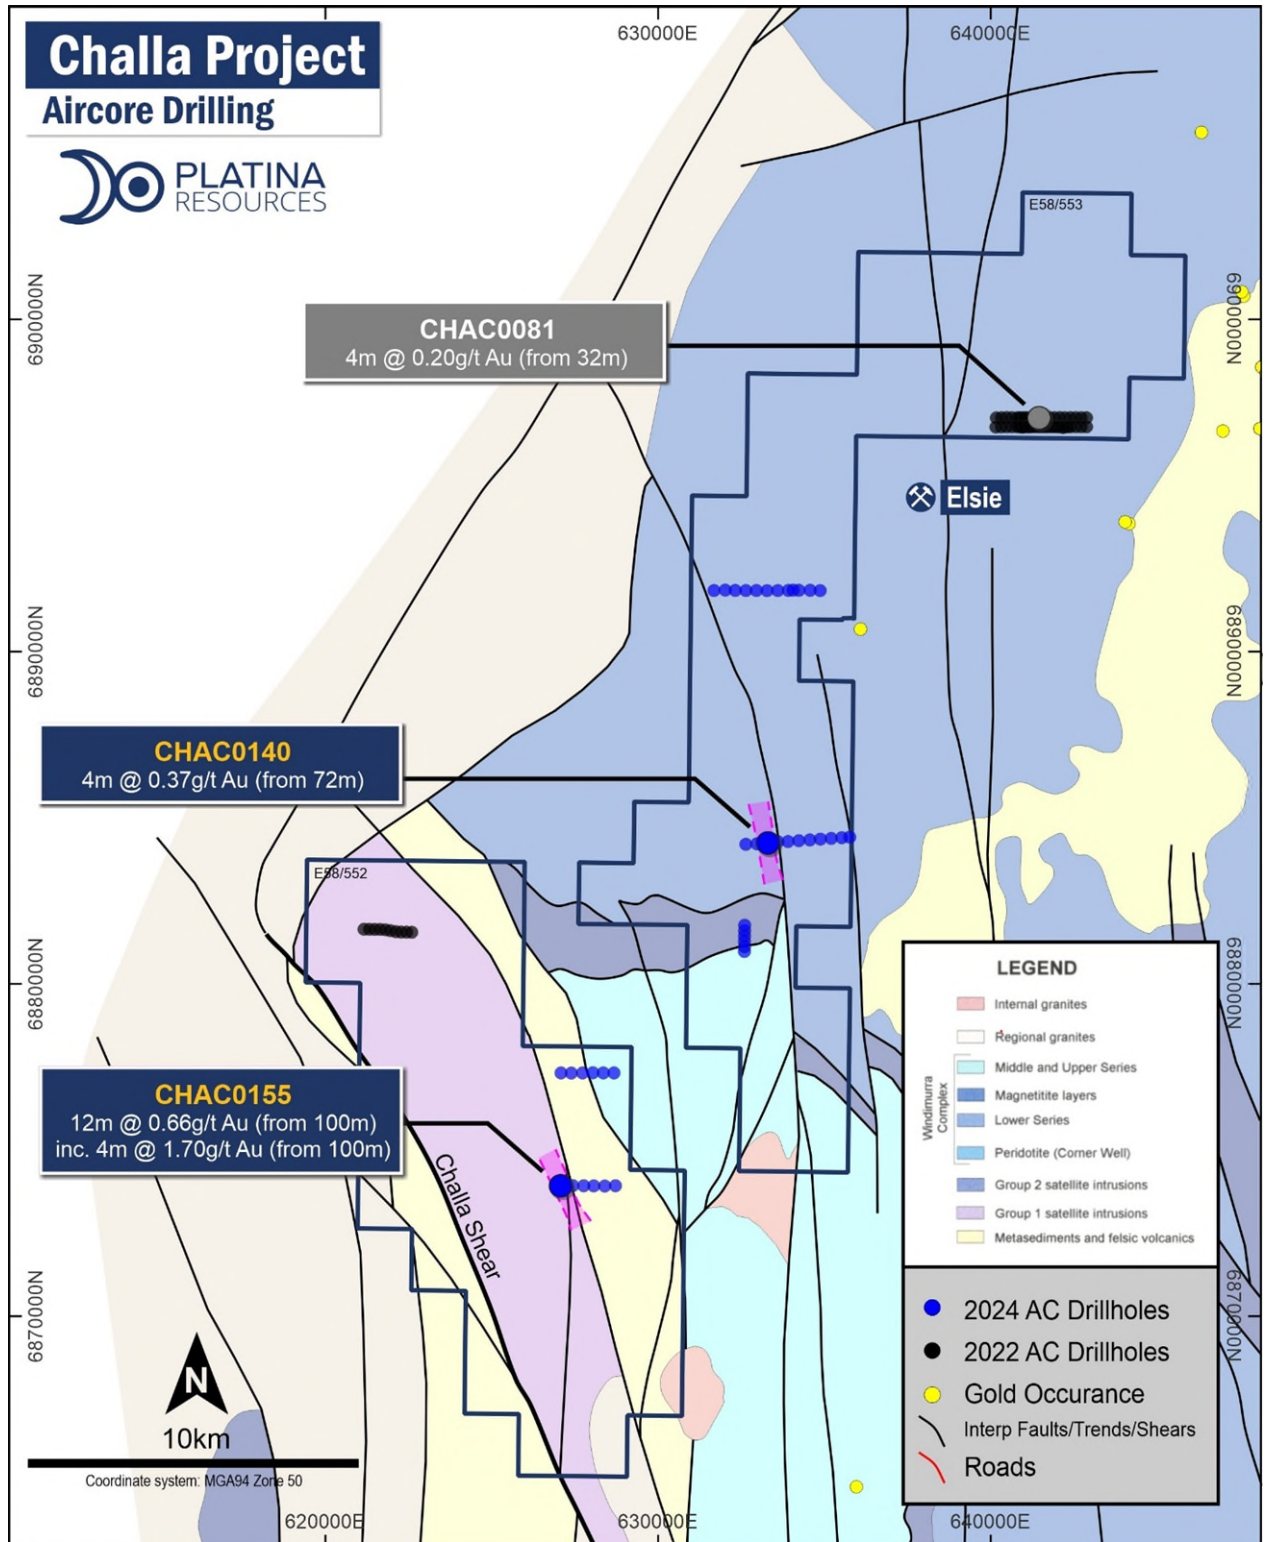 Challa Project
Aircore Drilling
PLATINA
RESOURCES
630000E
640000E
E58/553
6900000N
6900000N
CHAC0081
4m @ 0.20g/t Au (from 32m)
Elsie
6890000N
6890000N
CHAC0140
4m @ 0.37g/t Au (from 72m)
E58/552
6880000N
6880000N
CHAC0155
12m @ 0.66g/t Au (from 100m)
inc. 4m @ 1.70g/t Au (from 100m)
Challa Shear
LEGEND
Internal granites
Regional granites
Windimurra
Complex
Middle and Upper Series
Magnetitite layers
Lower Series
Peridotite (Corner Well)
Group 2 satellite intrusions
Group 1 satellite intrusions
Metasediments and felsic volcanics
6870000N
6870000N
2024 AC Drillholes
2022 AC Drillholes
Gold Occurance
Interp Faults/Trends/Shears
Roads
N
10km
Coordinate system: MGA94 Zone 50
620000E
630000E
640000E